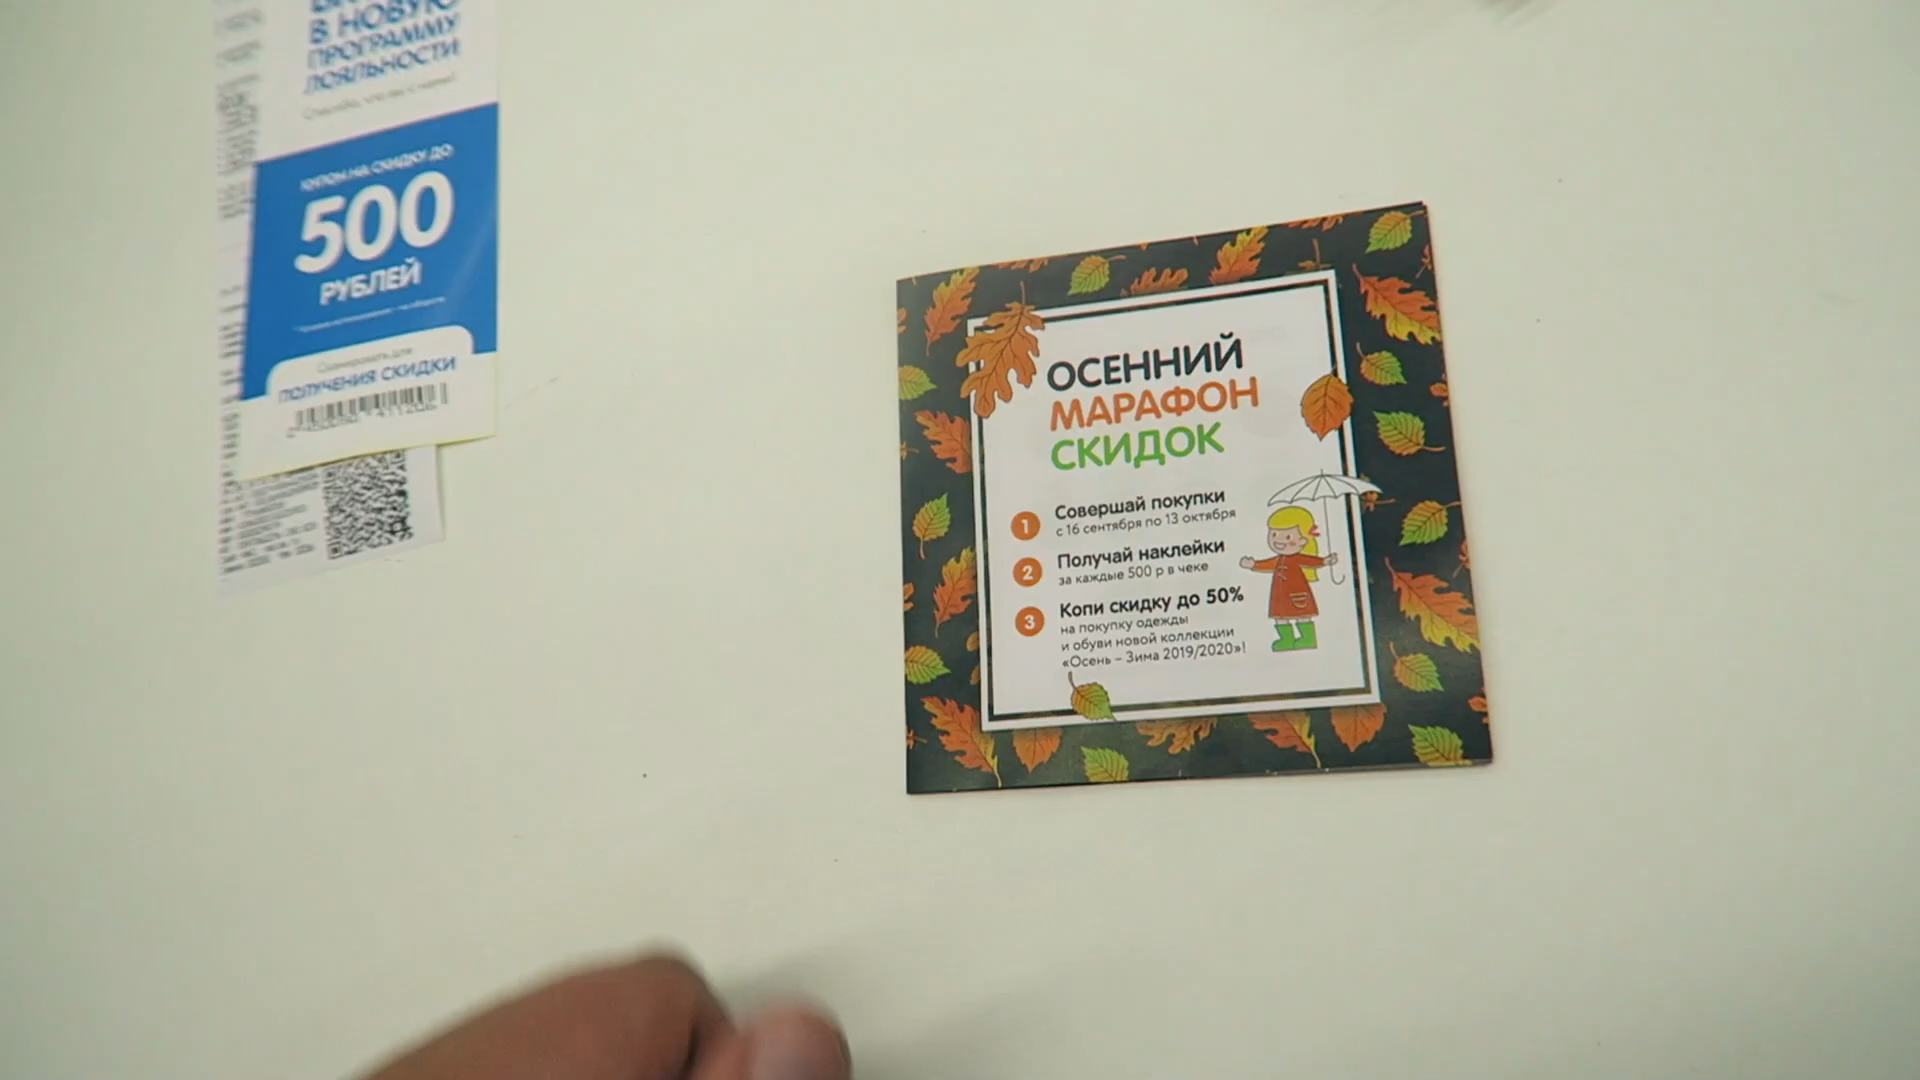 В НОВУЮ
ПРОГРАММУ
ЛОЯЛЬНОСТИ
КУПОН НА СКИДКУ ДО
500
РУБЛЕЙ
Сканировать для
ПОЛУЧЕНИЯ СКИДКИ
ОСЕННИЙ
МАРАФОН
СКИДОК
1 Совершай покупки
с 16 сентября по 13 октября
2 Получай наклейки
за каждые 500 р в чеке
3 Копи скидку до 50%
на покупку одежды
и обуви новой коллекции
«Осень – Зима 2019/2020»!